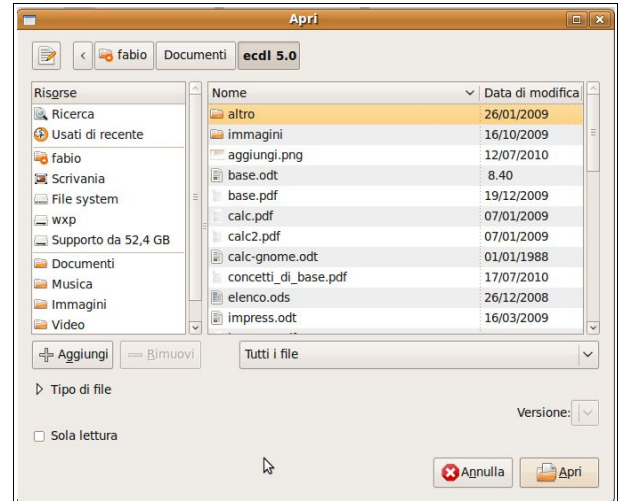 Apri
fabio Documenti ecdl 5.0
Risorse
Ricerca
Usati di recente
fabio
Scrivania
File system
wxp
Supporto da 52,4 GB
Documenti
Musica
Immagini
Video
Nome Data di modifica
altro 26/01/2009
immagini 16/10/2009
aggiungi.png 12/07/2010
base.odt 8.40
base.pdf 19/12/2009
calc.pdf 07/01/2009
calc2.pdf 07/01/2009
calc-gnome.odt 01/01/1988
concetti_di_base.pdf 17/07/2010
elenco.ods 26/12/2008
impress.odt 16/03/2009
Aggiungi Rimuovi Tutti i file
Tipo di file
Versione:
Sola lettura
Annulla Apri